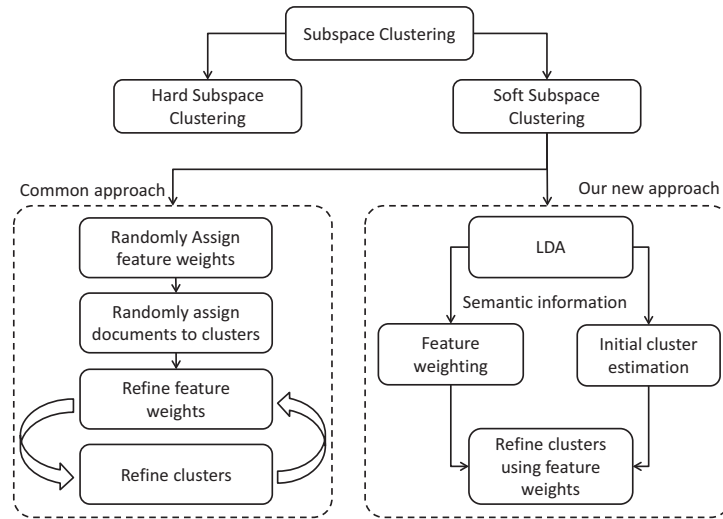 Subspace Clustering
Hard Subspace
Clustering
Soft Subspace
Clustering
Common approach
Our new approach
Randomly Assign
feature weights
Randomly assign
documents to clusters
Refine feature
weights
Refine clusters
LDA
Semantic information
Feature
weighting
Initial cluster
estimation
Refine clusters
using feature
weights